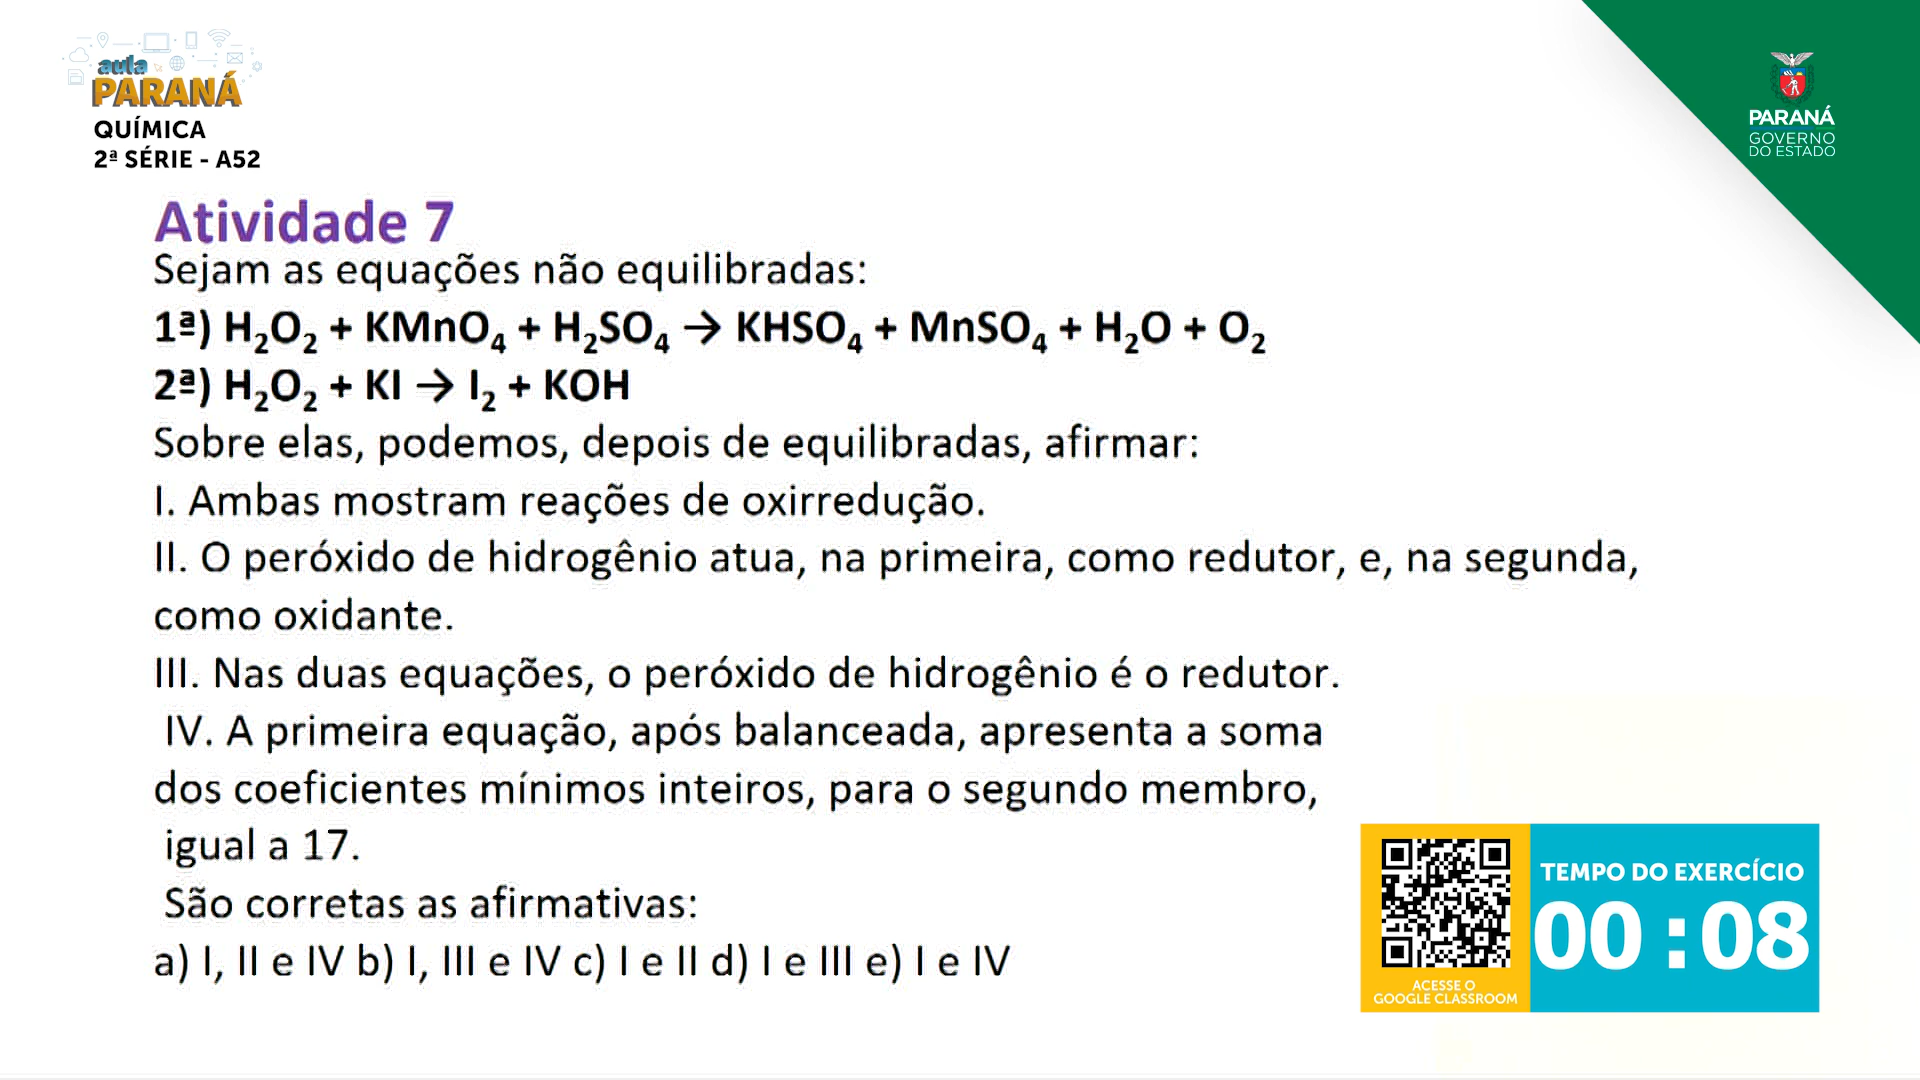 aula
PARANÁ
QUÍMICA
2ª SÉRIE - A52
PARANÁ
GOVERNO
DO ESTADO
Atividade 7
Sejam as equações não equilibradas:
1ª) H₂O₂ + KMnO₄ + H₂SO₄ → KHSO₄ + MnSO₄ + H₂O + O₂
2ª) H₂O₂ + KI → I₂ + KOH
Sobre elas, podemos, depois de equilibradas, afirmar:
I. Ambas mostram reações de oxirredução.
II. O peróxido de hidrogênio atua, na primeira, como redutor, e, na segunda,
como oxidante.
III. Nas duas equações, o peróxido de hidrogênio é o redutor.
IV. A primeira equação, após balanceada, apresenta a soma
dos coeficientes mínimos inteiros, para o segundo membro,
igual a 17.
São corretas as afirmativas:
a) I, II e IV b) I, III e IV c) I e II d) I e III e) I e IV
TEMPO DO EXERCÍCIO
00 : 08
ACESSE O
GOOGLE CLASSROOM